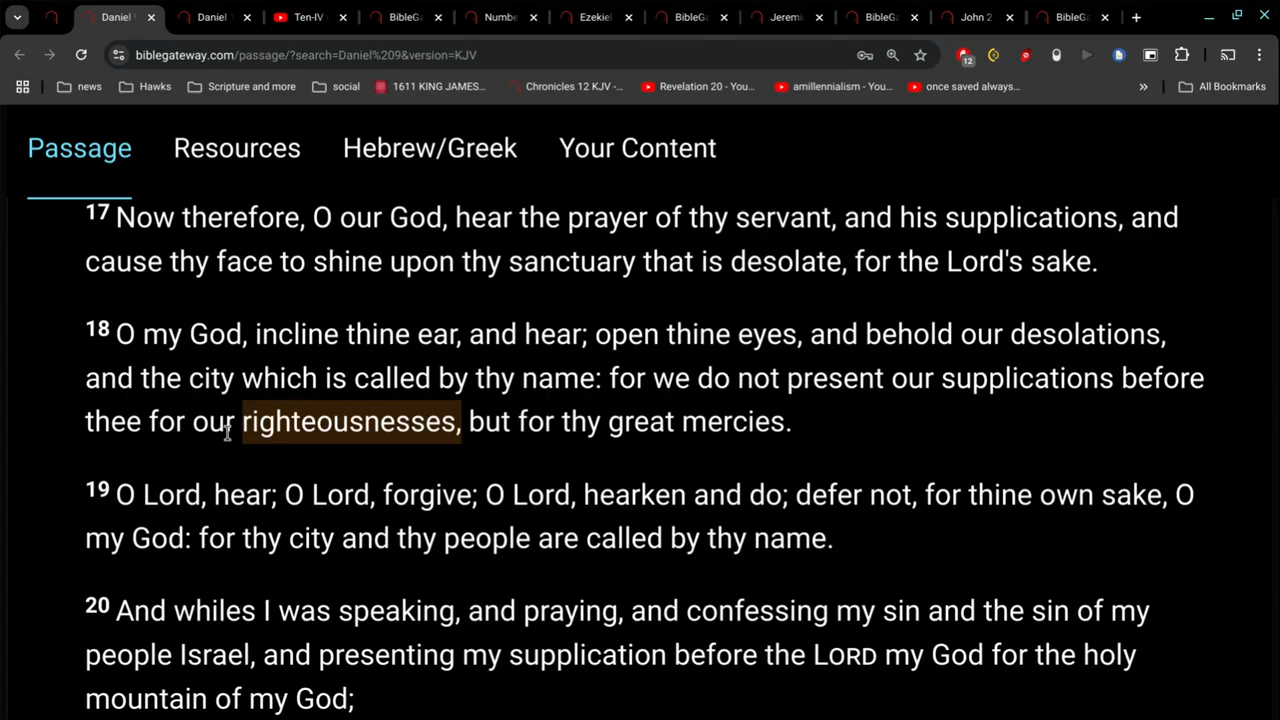 Daniel
Daniel
Ten-IV
BibleGa
Numbe
Ezekiel
BibleGa
Jeremi
BibleGa
John 2
BibleGa
biblegateway.com/passage/?search=Daniel%209&version=KJV
12
news
Hawks
Scripture and more
social
1611 KING JAMES...
Chronicles 12 KJV -...
Revelation 20 - You...
amillennialism - You...
once saved always...
All Bookmarks
Passage Resources Hebrew/Greek Your Content
17 Now therefore, O our God, hear the prayer of thy servant, and his supplications, and
cause thy face to shine upon thy sanctuary that is desolate, for the Lord's sake.
18 O my God, incline thine ear, and hear; open thine eyes, and behold our desolations,
and the city which is called by thy name: for we do not present our supplications before
thee for our righteousnesses, but for thy great mercies.
19 O Lord, hear; O Lord, forgive; O Lord, hearken and do; defer not, for thine own sake, O
my God: for thy city and thy people are called by thy name.
20 And whiles I was speaking, and praying, and confessing my sin and the sin of my
people Israel, and presenting my supplication before the LORD my God for the holy
mountain of my God;